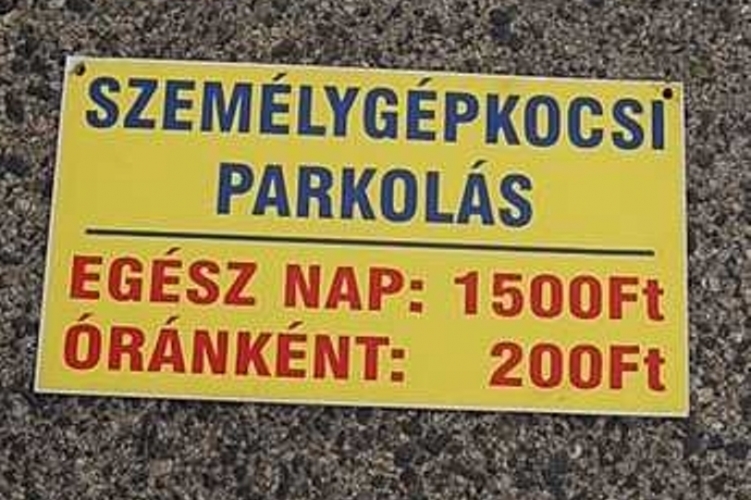 SZEMÉLYGÉPKOCSI
PARKOLÁS
EGÉSZ NAP: 1500Ft
ÓRÁNKÉNT: 200Ft